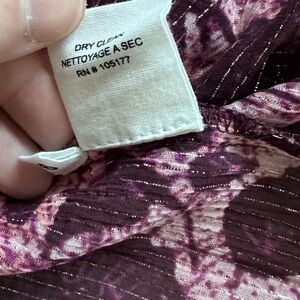 DRY CLEAN
NETTOYAGE A SEC
RN # 105177